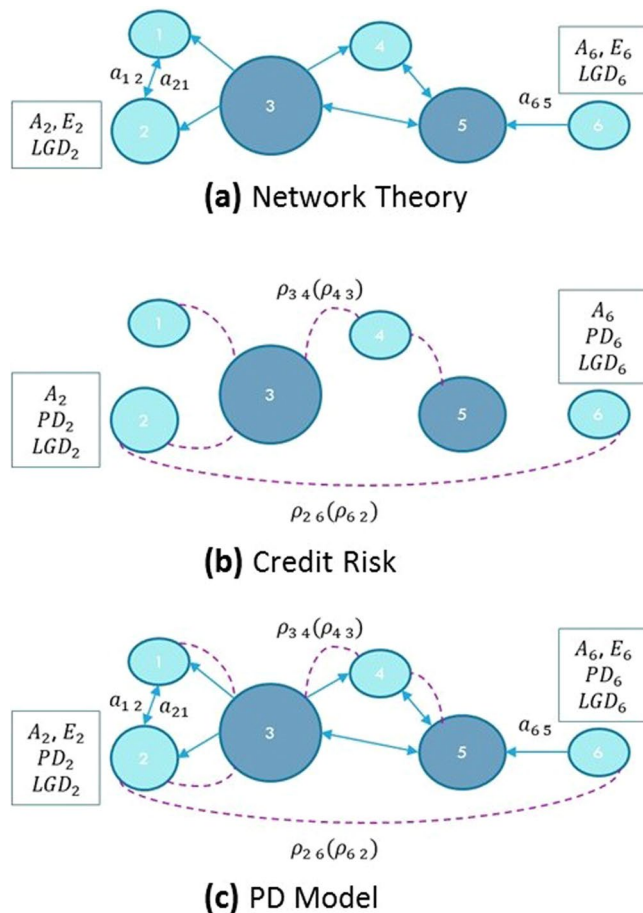 1
4
A₆, E₆
LGD₆
a₁₂ a₂₁
3
a₆₅
A₂, E₂
LGD₂
2
5
6
(a) Network Theory
ρ₃₄(ρ₄₃)
1
4
A₆
PD₆
LGD₆
3
A₂
PD₂
LGD₂
2
5
6
ρ₂₆(ρ₆₂)
(b) Credit Risk
ρ₃₄(ρ₄₃)
1
4
A₆, E₆
PD₆
LGD₆
a₁₂ a₂₁
3
a₆₅
A₂, E₂
PD₂
LGD₂
2
5
6
ρ₂₆(ρ₆₂)
(c) PD Model